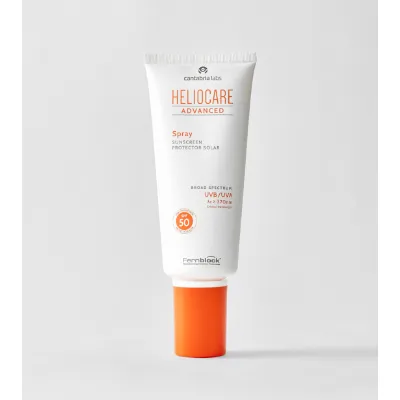 cantabria labs
HELIOCARE
ADVANCED
Spray
SUNSCREEN
PROTECTOR SOLAR
BROAD SPECTRUM
UVB/UVA
SPF
50
Fernblock